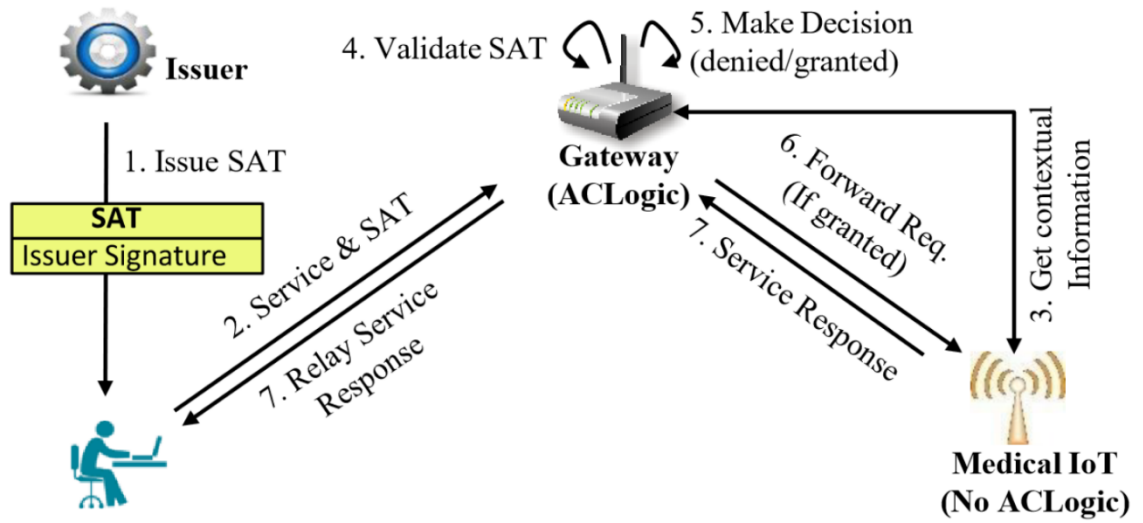 Issuer
1. Issue SAT
SAT
Issuer Signature
2. Service & SAT
7. Relay Service
Response
4. Validate SAT
5. Make Decision
(denied/granted)
Gateway
(ACLogic)
6. Forward Req.
(If granted)
7. Service Response
3. Get contextual
Information
Medical IoT
(No ACLogic)